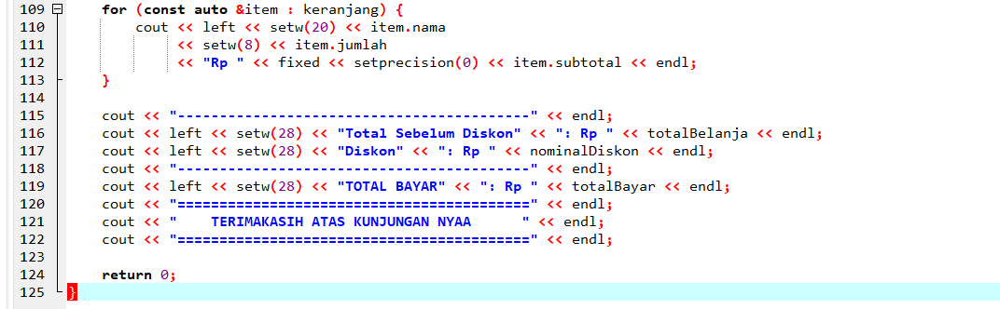 109 for (const auto &item : keranjang) {
110 cout << left << setw(20) << item.nama
111 << setw(8) << item.jumlah
112 << "Rp " << fixed << setprecision(0) << item.subtotal << endl;
113 }
114
115 cout << "------------------------------------------" << endl;
116 cout << left << setw(28) << "Total Sebelum Diskon" << ": Rp " << totalBelanja << endl;
117 cout << left << setw(28) << "Diskon" << ": Rp " << nominalDiskon << endl;
118 cout << "------------------------------------------" << endl;
119 cout << left << setw(28) << "TOTAL BAYAR" << ": Rp " << totalBayar << endl;
120 cout << "==========================================" << endl;
121 cout << "    TERIMAKASIH ATAS KUNJUNGAN NYAA      " << endl;
122 cout << "==========================================" << endl;
123
124 return 0;
125 }